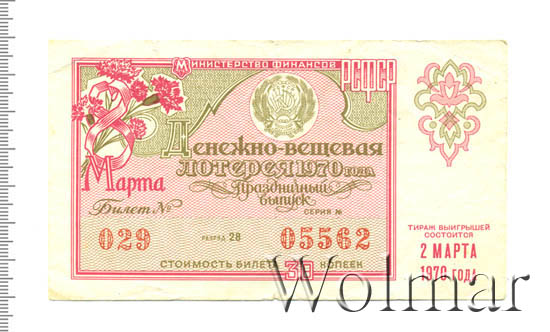 МИНИСТЕРСТВО ФИНАНСОВ
РСФСР
8
Марта
Денежно-вещевая
ЛОТЕРЕЯ 1970 ГОДА
Праздничный
выпуск
Билет №
СЕРИЯ №
029
РАЗРЯД 28
05562
СТОИМОСТЬ БИЛЕТА 30 КОПЕЕК
ТИРАЖ ВЫИГРЫШЕЙ
СОСТОИТСЯ
2 МАРТА
1970 ГОДА
Wolmar